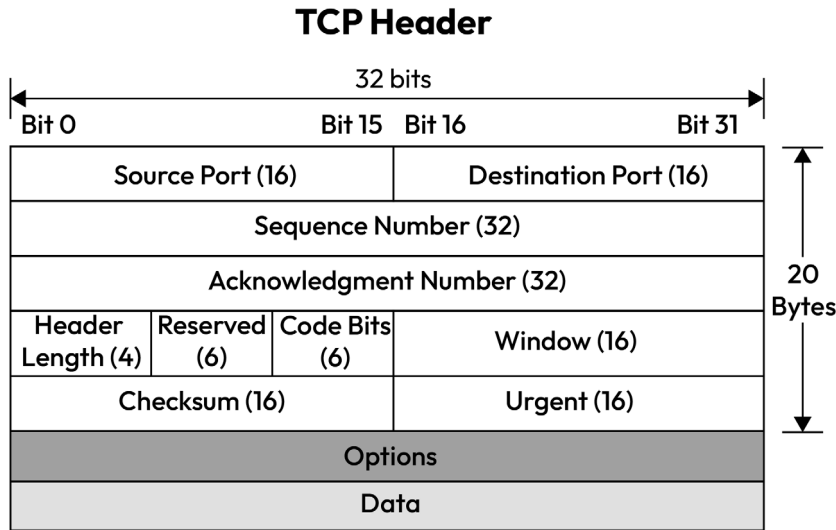 TCP Header
32 bits
Bit 0 Bit 15 Bit 16 Bit 31
Source Port (16) Destination Port (16)
Sequence Number (32)
Acknowledgment Number (32)
20
Bytes
Header
Length (4)
Reserved
(6)
Code Bits
(6)
Window (16)
Checksum (16) Urgent (16)
Options
Data